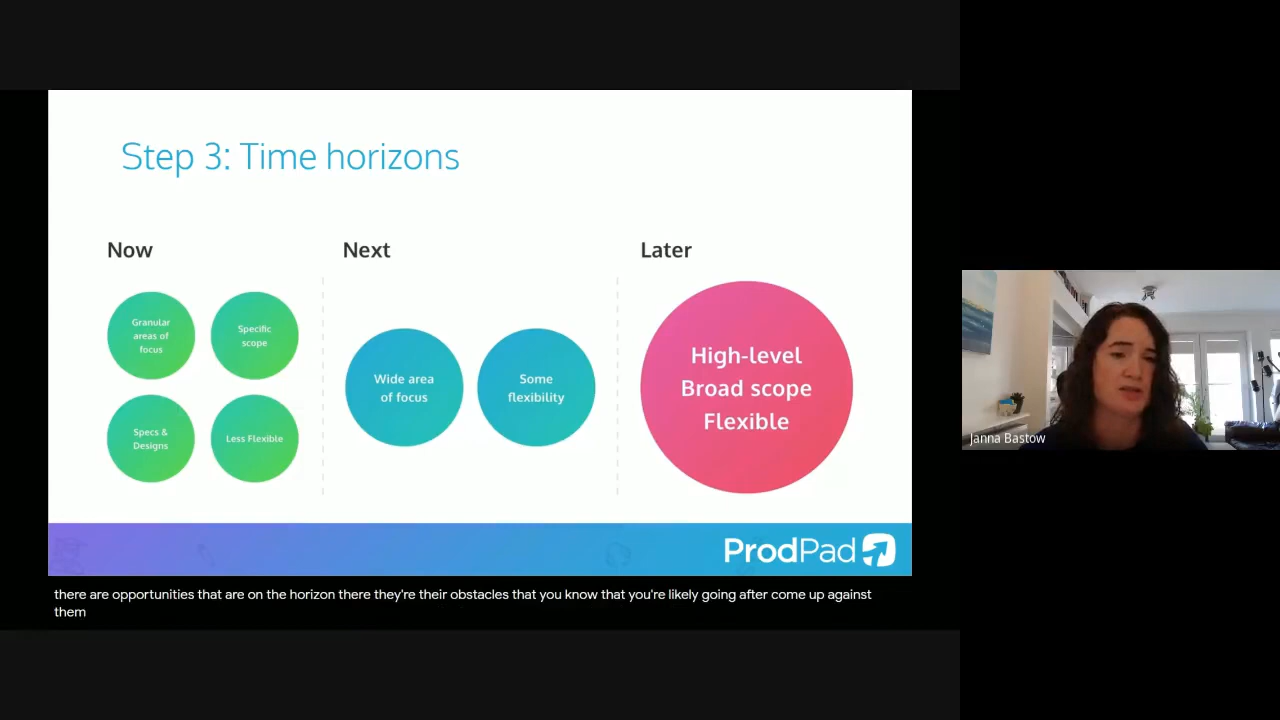 Step 3: Time horizons
Now
Next
Later
Granular
areas of
focus
Specific
scope
Specs &
Designs
Less Flexible
Wide area
of focus
Some
flexibility
High-level
Broad scope
Flexible
ProdPad
Janna Bastow
there are opportunities that are on the horizon there they're their obstacles that you know that you're likely going after come up against
them